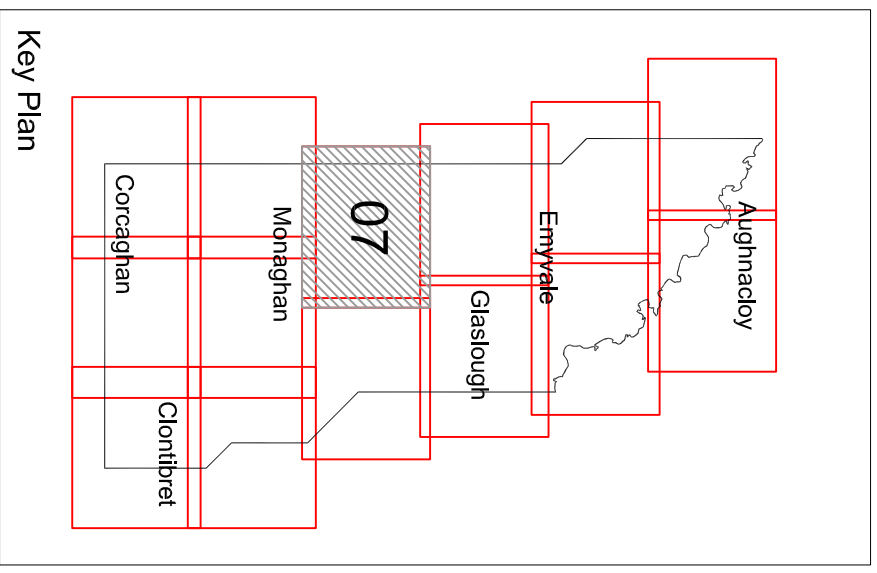 Key Plan
Aughnacloy
Emyvale
Glaslough
07
Monaghan
Corcaghan
Clontibret